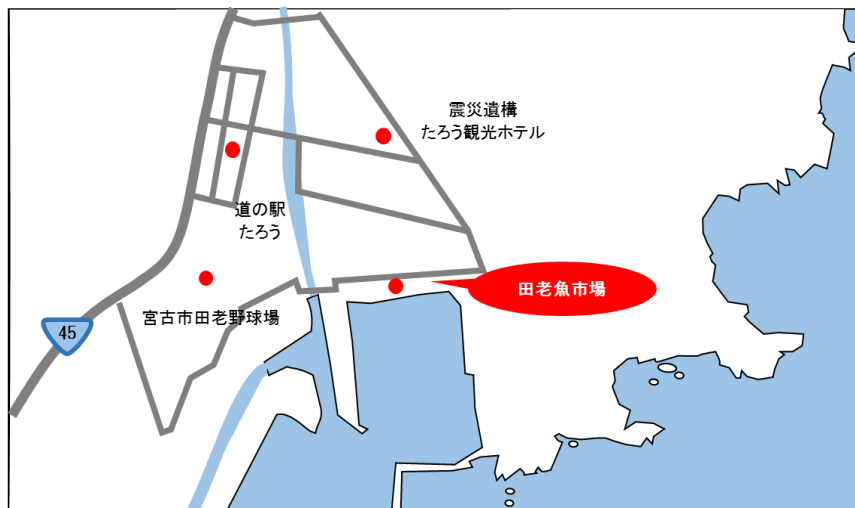 震災遺構
たろう観光ホテル
道の駅
たろう
田老魚市場
宮古市田老野球場
45